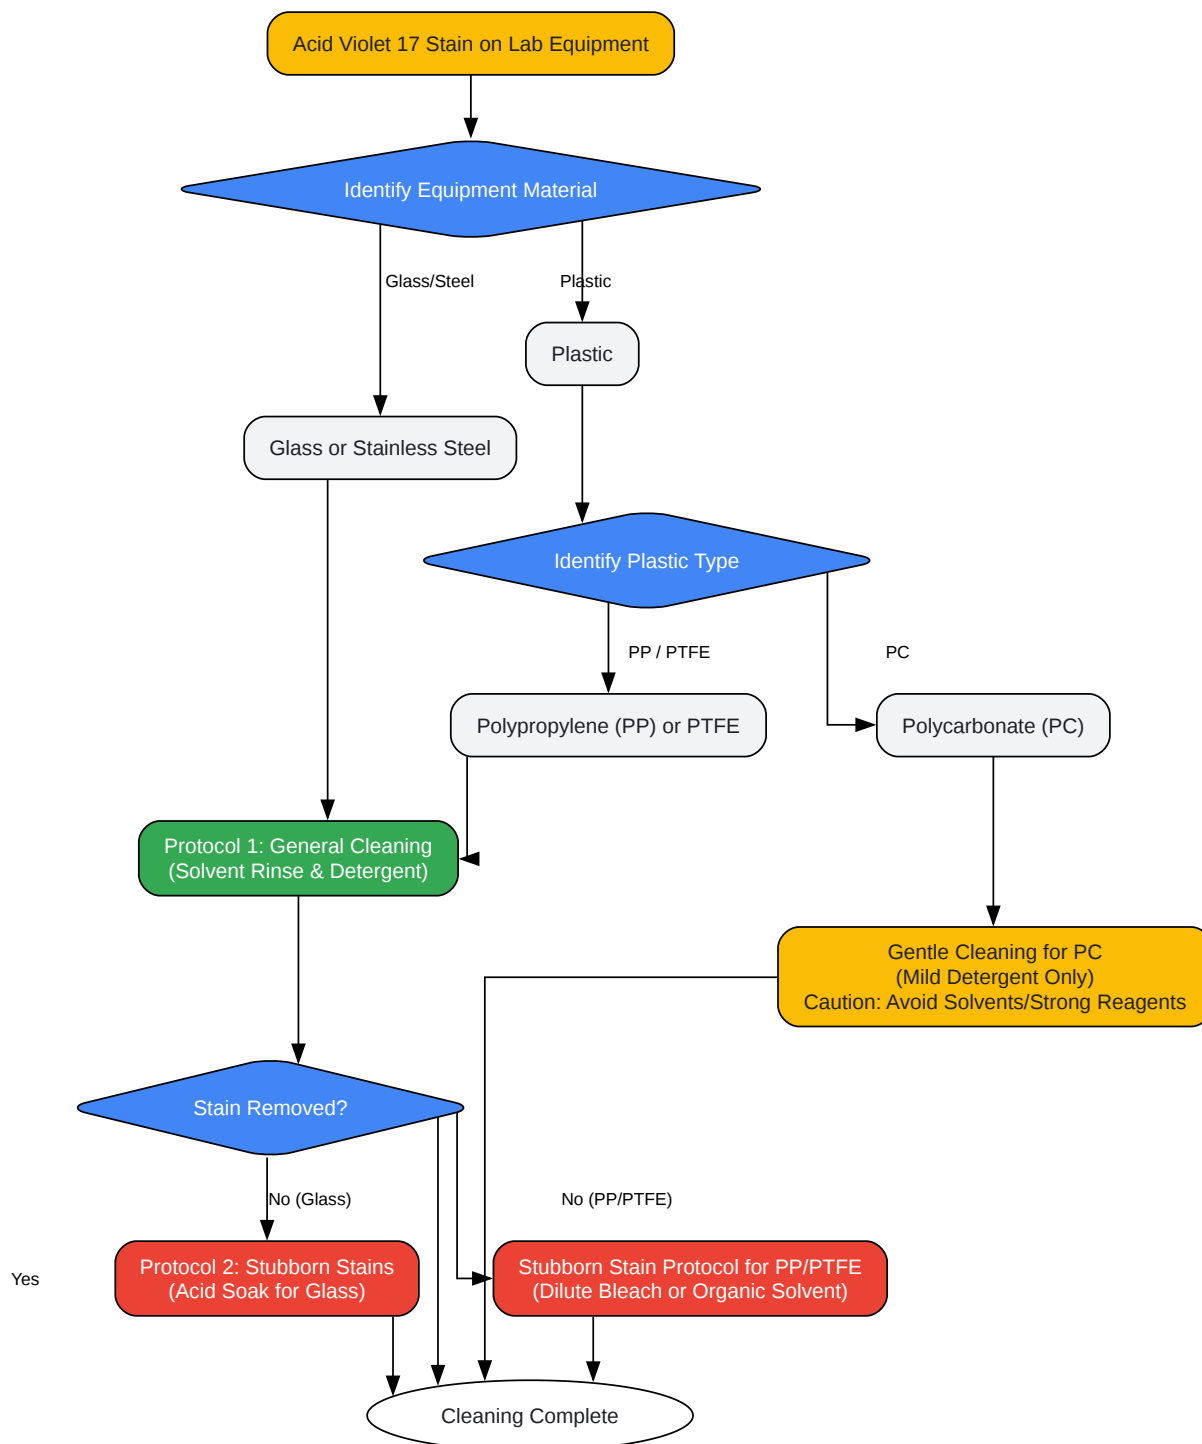 Acid Violet 17 Stain on Lab Equipment
Identify Equipment Material
Glass/Steel
Plastic
Plastic
Glass or Stainless Steel
Identify Plastic Type
PP / PTFE
PC
Polypropylene (PP) or PTFE
Polycarbonate (PC)
Protocol 1: General Cleaning
(Solvent Rinse & Detergent)
Gentle Cleaning for PC
(Mild Detergent Only)
Caution: Avoid Solvents/Strong Reagents
Stain Removed?
No (Glass)
No (PP/PTFE)
Yes
Protocol 2: Stubborn Stains
(Acid Soak for Glass)
Stubborn Stain Protocol for PP/PTFE
(Dilute Bleach or Organic Solvent)
Cleaning Complete